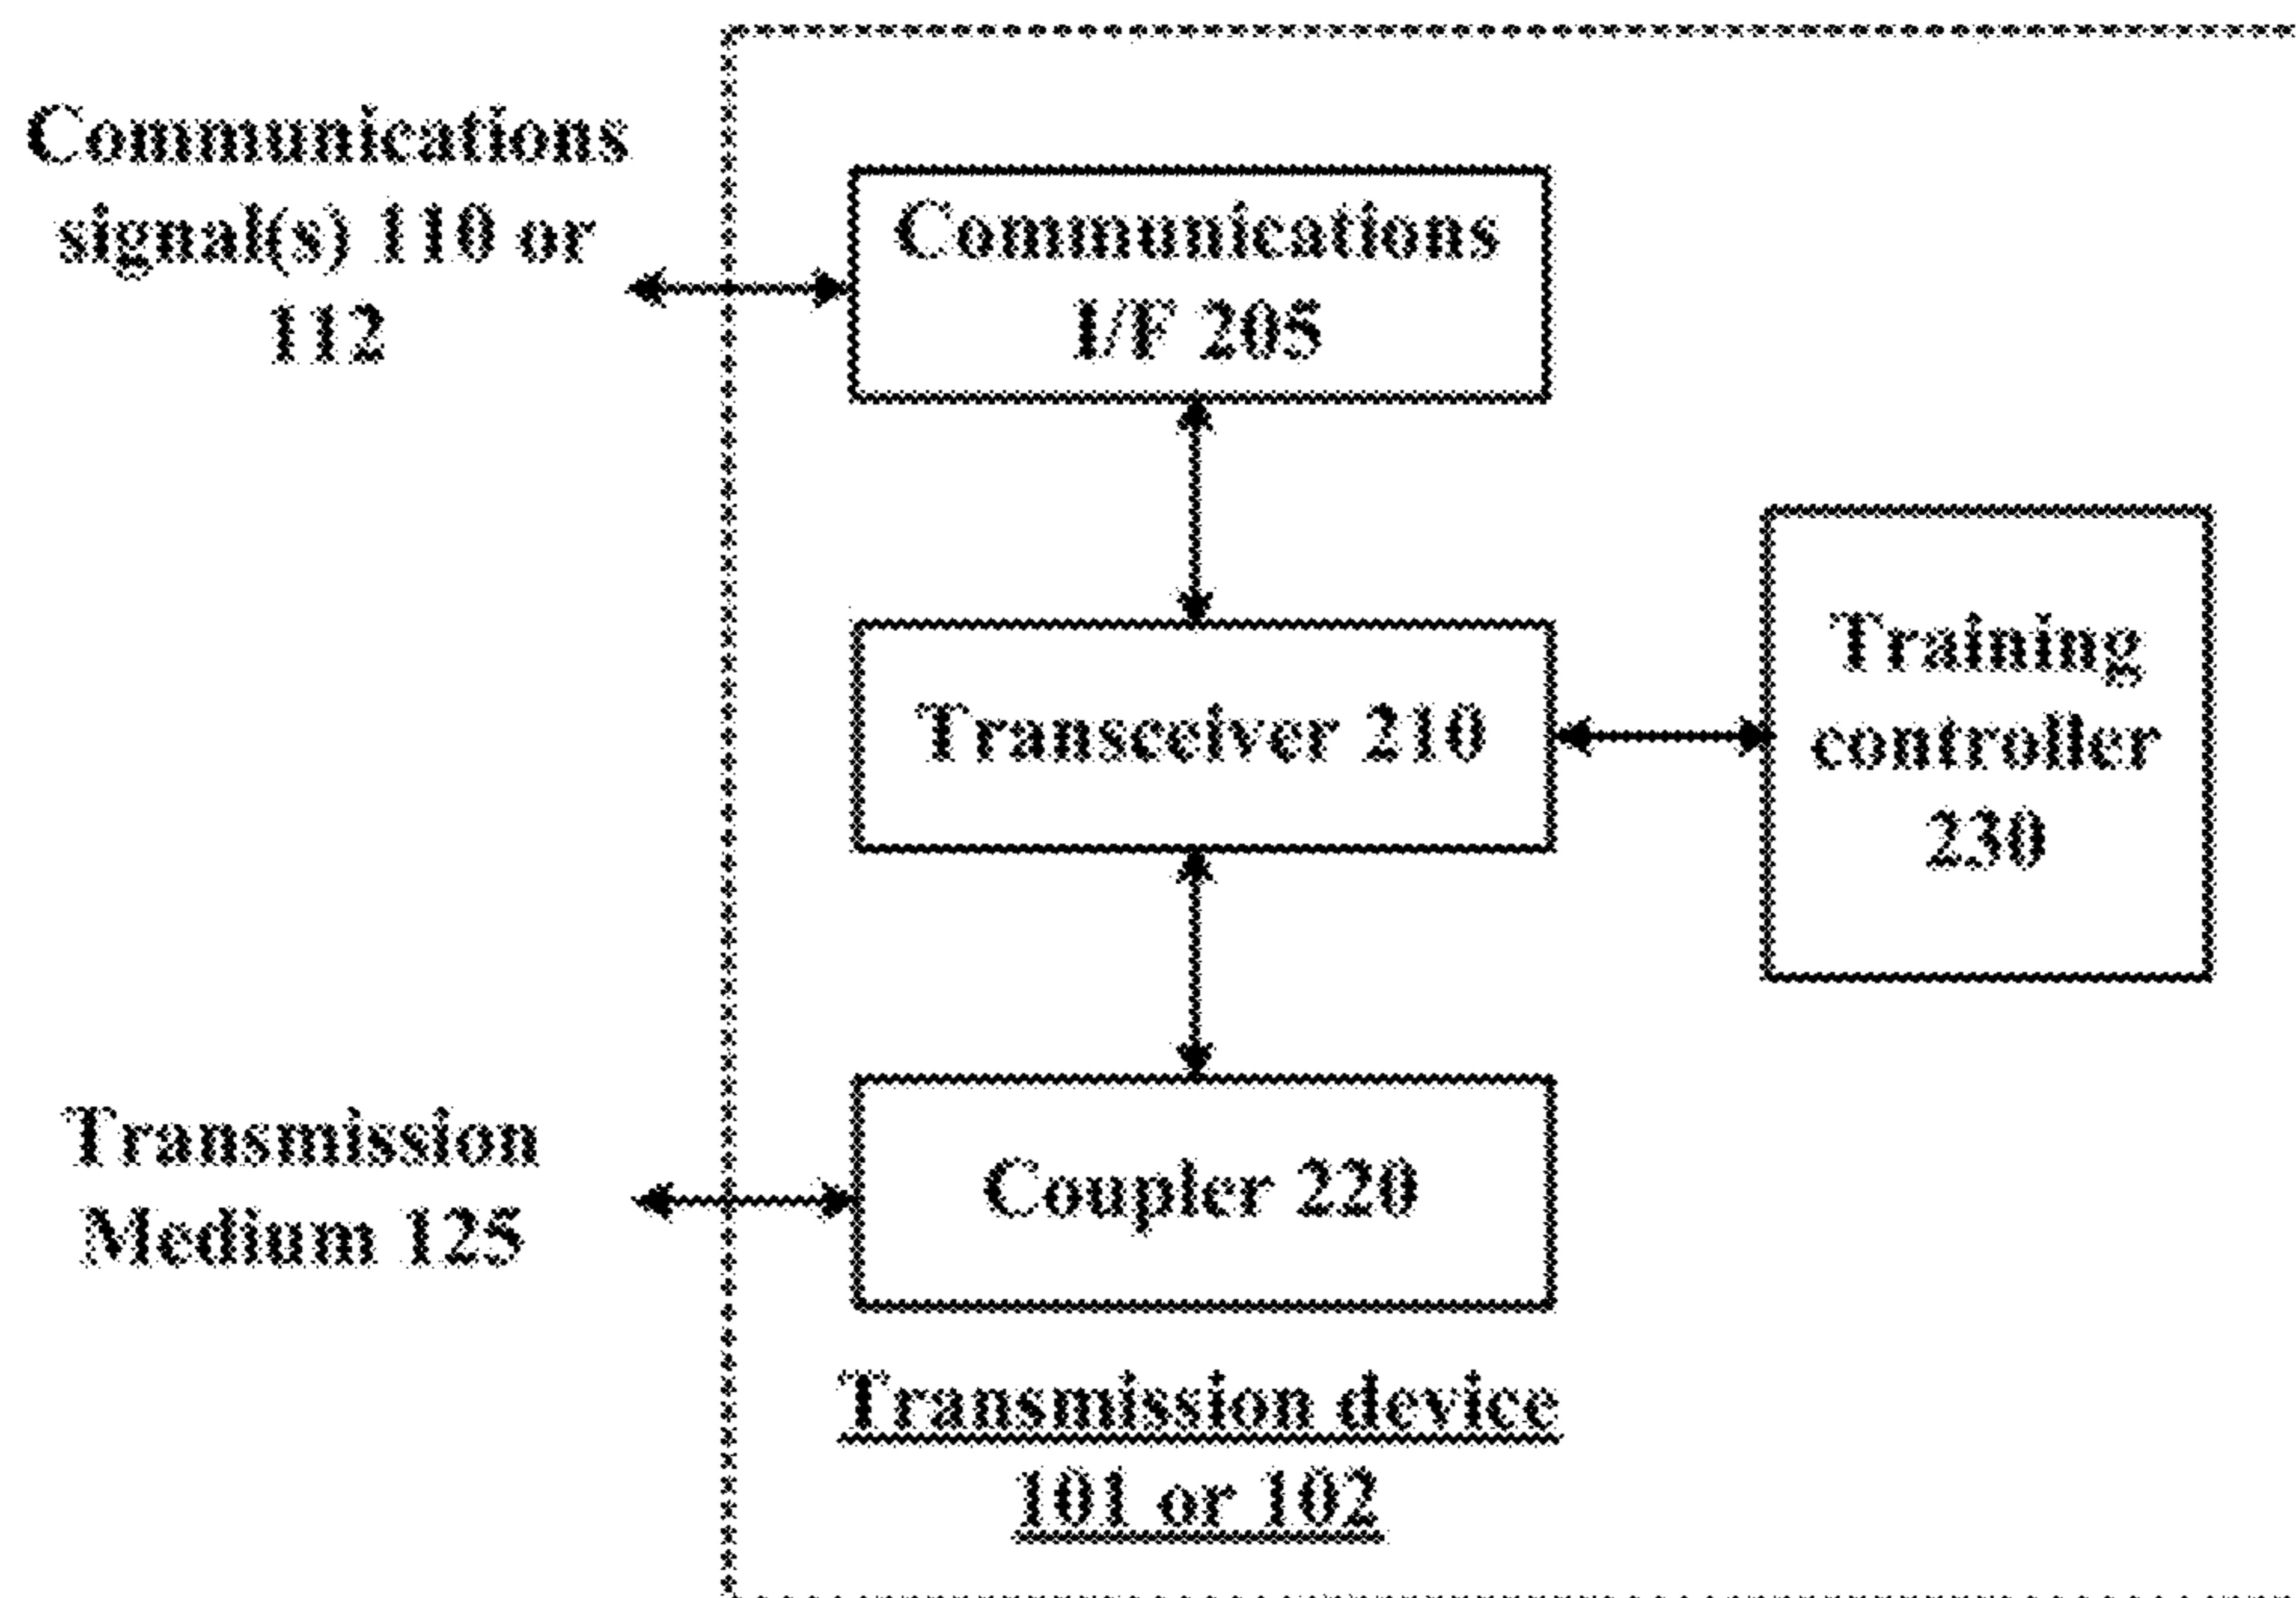 Communications
signal(s) 110 or
112
Communications
I/F 205
Transceiver 210
Training
controller
230
Transmission
Medium 125
Coupler 220
Transmission device
101 or 102